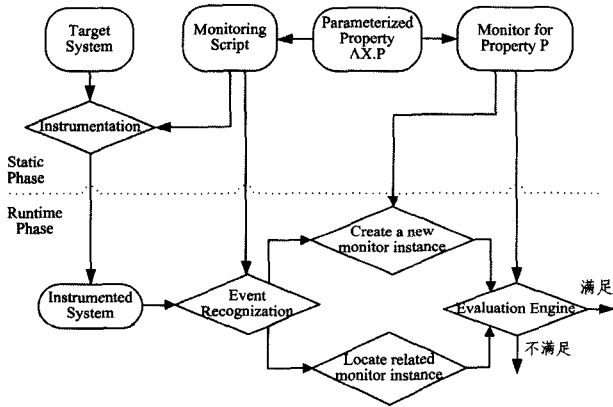 Target
System
Monitoring
Script
Parameterized
Property
ΛX.P
Monitor for
Property P
Instrumentation
Static
Phase
Runtime
Phase
Create a new
monitor instance
Instrumented
System
Event
Recognization
Evaluation Engine
满足
不满足
Locate related
monitor instance